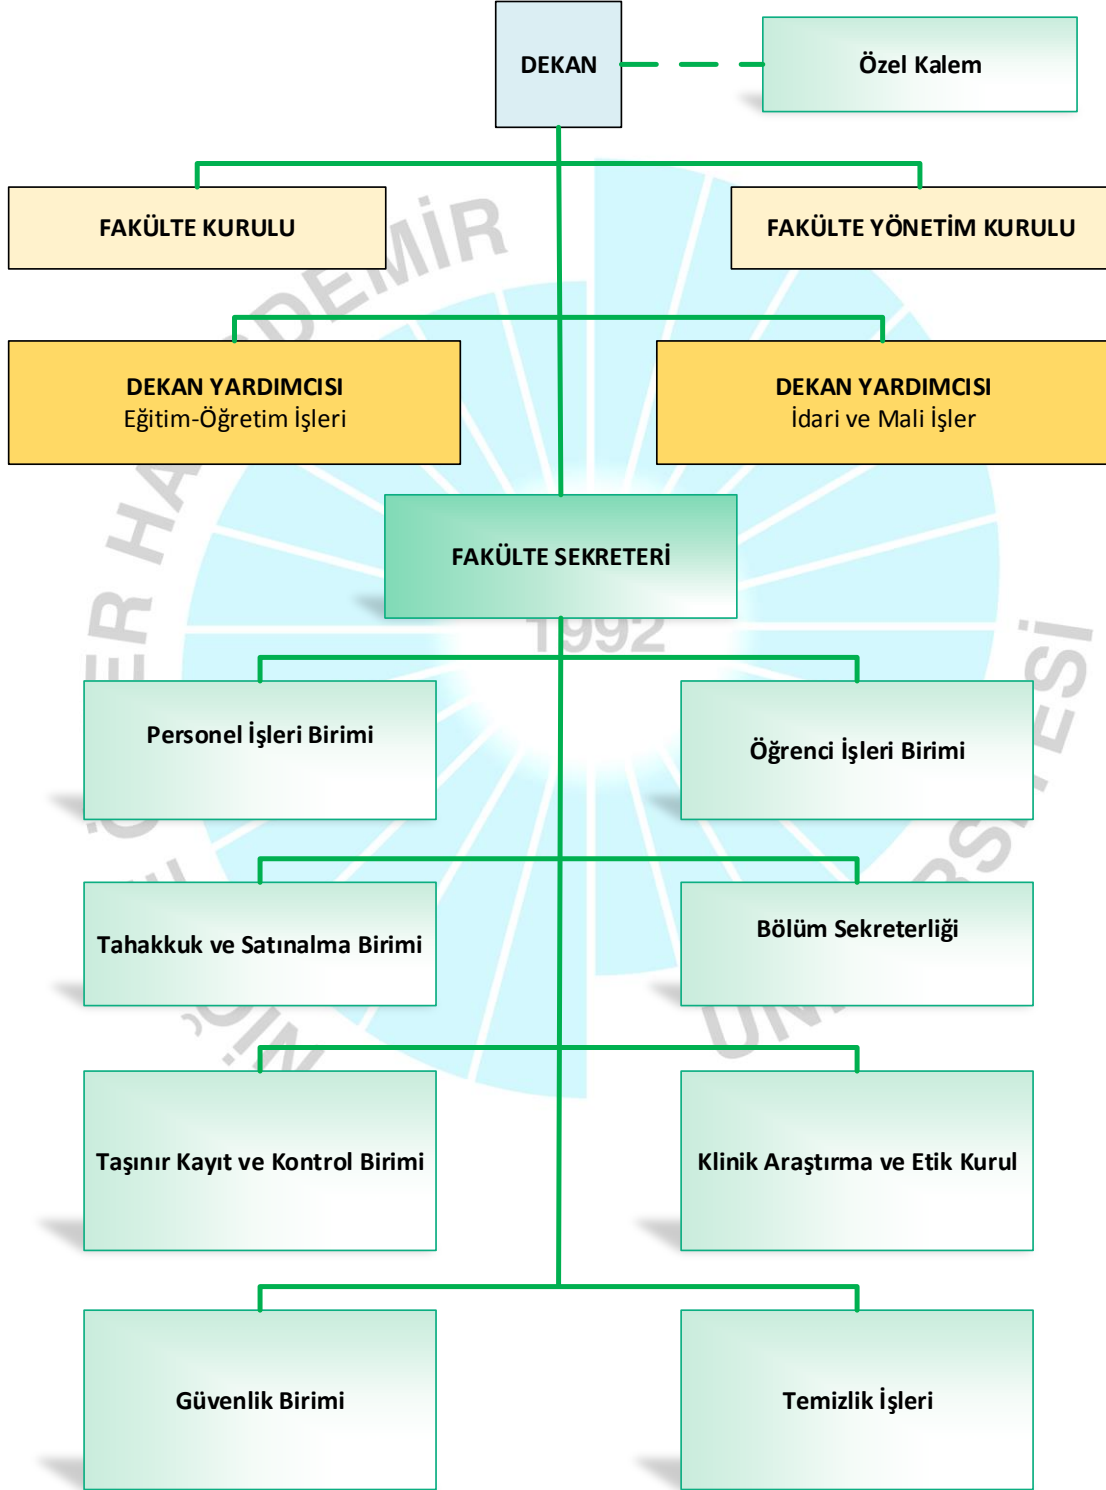 DEKAN
Özel Kalem
FAKÜLTE KURULU
FAKÜLTE YÖNETİM KURULU
DEKAN YARDIMCISI
Eğitim-Öğretim İşleri
DEKAN YARDIMCISI
İdari ve Mali İşler
FAKÜLTE SEKRETERİ
1992
Personel İşleri Birimi
Öğrenci İşleri Birimi
Tahakkuk ve Satınalma Birimi
Bölüm Sekreterliği
Taşınır Kayıt ve Kontrol Birimi
Klinik Araştırma ve Etik Kurul
Güvenlik Birimi
Temizlik İşleri